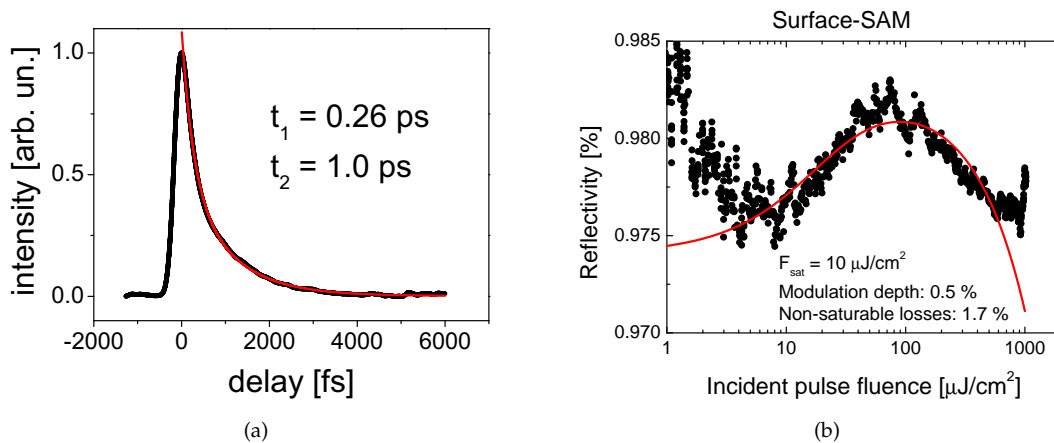 1.0
0.5
0.0
intensity [arb. un.]
t1 = 0.26 ps
t2 = 1.0 ps
-2000 0 2000 4000 6000
delay [fs]
(a)
Surface-SAM
0.985
0.980
0.975
0.970
Reflectivity [%]
Fsat = 10 μJ/cm2
Modulation depth: 0.5 %
Non-saturable losses: 1.7 %
1 10 100 1000
Incident pulse fluence [μJ/cm2]
(b)